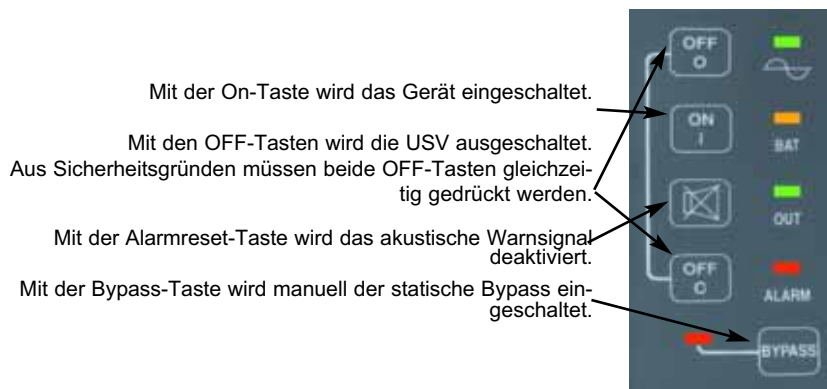 Mit der On-Taste wird das Gerät eingeschaltet.
Mit den OFF-Tasten wird die USV ausgeschaltet.
Aus Sicherheitsgründen müssen beide OFF-Tasten gleichzei-
tig gedrückt werden.
Mit der Alarmreset-Taste wird das akustische Warnsignal
deaktiviert.
Mit der Bypass-Taste wird manuell der statische Bypass ein-
geschaltet.
OFF
O
ON
I
BAT
OUT
OFF
O
ALARM
BYPASS